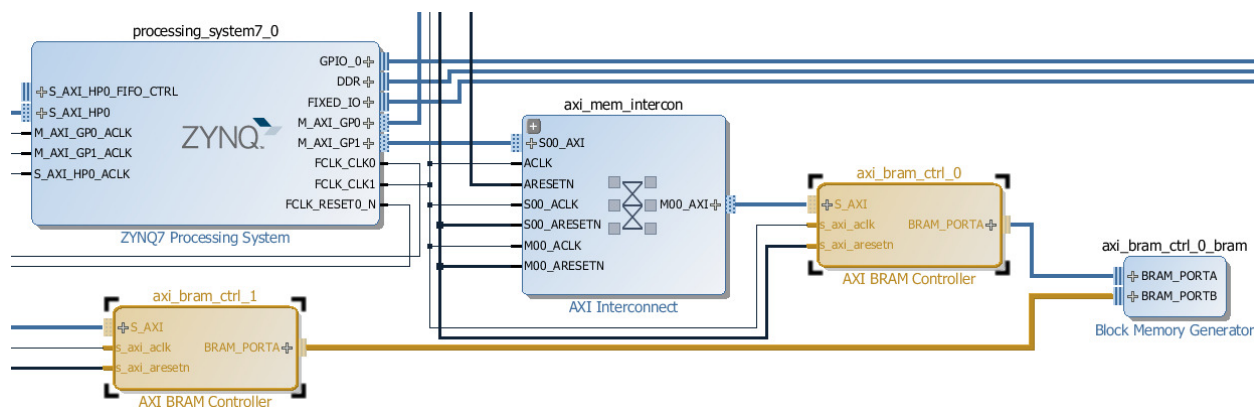 processing_system7_0
S_AXI_HP0_FIFO_CTRL
S_AXI_HP0
M_AXI_GP0_ACLK
M_AXI_GP1_ACLK
S_AXI_HP0_ACLK
ZYNQ
GPIO_0
DDR
FIXED_IO
M_AXI_GP0
M_AXI_GP1
FCLK_CLK0
FCLK_CLK1
FCLK_RESET0_N
ZYNQ7 Processing System
axi_mem_intercon
S00_AXI
ACLK
ARESETN
S00_ACLK
S00_ARESETN
M00_ACLK
M00_ARESETN
M00_AXI
AXI Interconnect
axi_bram_ctrl_0
S_AXI
s_axi_aclk
s_axi_aresetn
BRAM_PORTA
AXI BRAM Controller
axi_bram_ctrl_0_bram
BRAM_PORTA
BRAM_PORTB
Block Memory Generator
axi_bram_ctrl_1
S_AXI
s_axi_aclk
s_axi_aresetn
BRAM_PORTA
AXI BRAM Controller